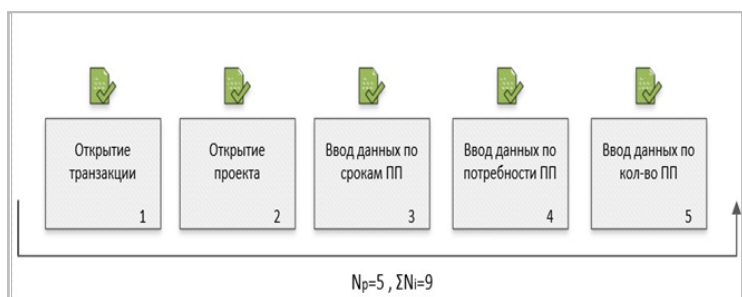 Открытие
транзакции
1
Открытие
проекта
2
Ввод данных по
срокам ПП
3
Ввод данных по
потребности ПП
4
Ввод данных по
кол-во ПП
5
Np=5 , ΣNi=9